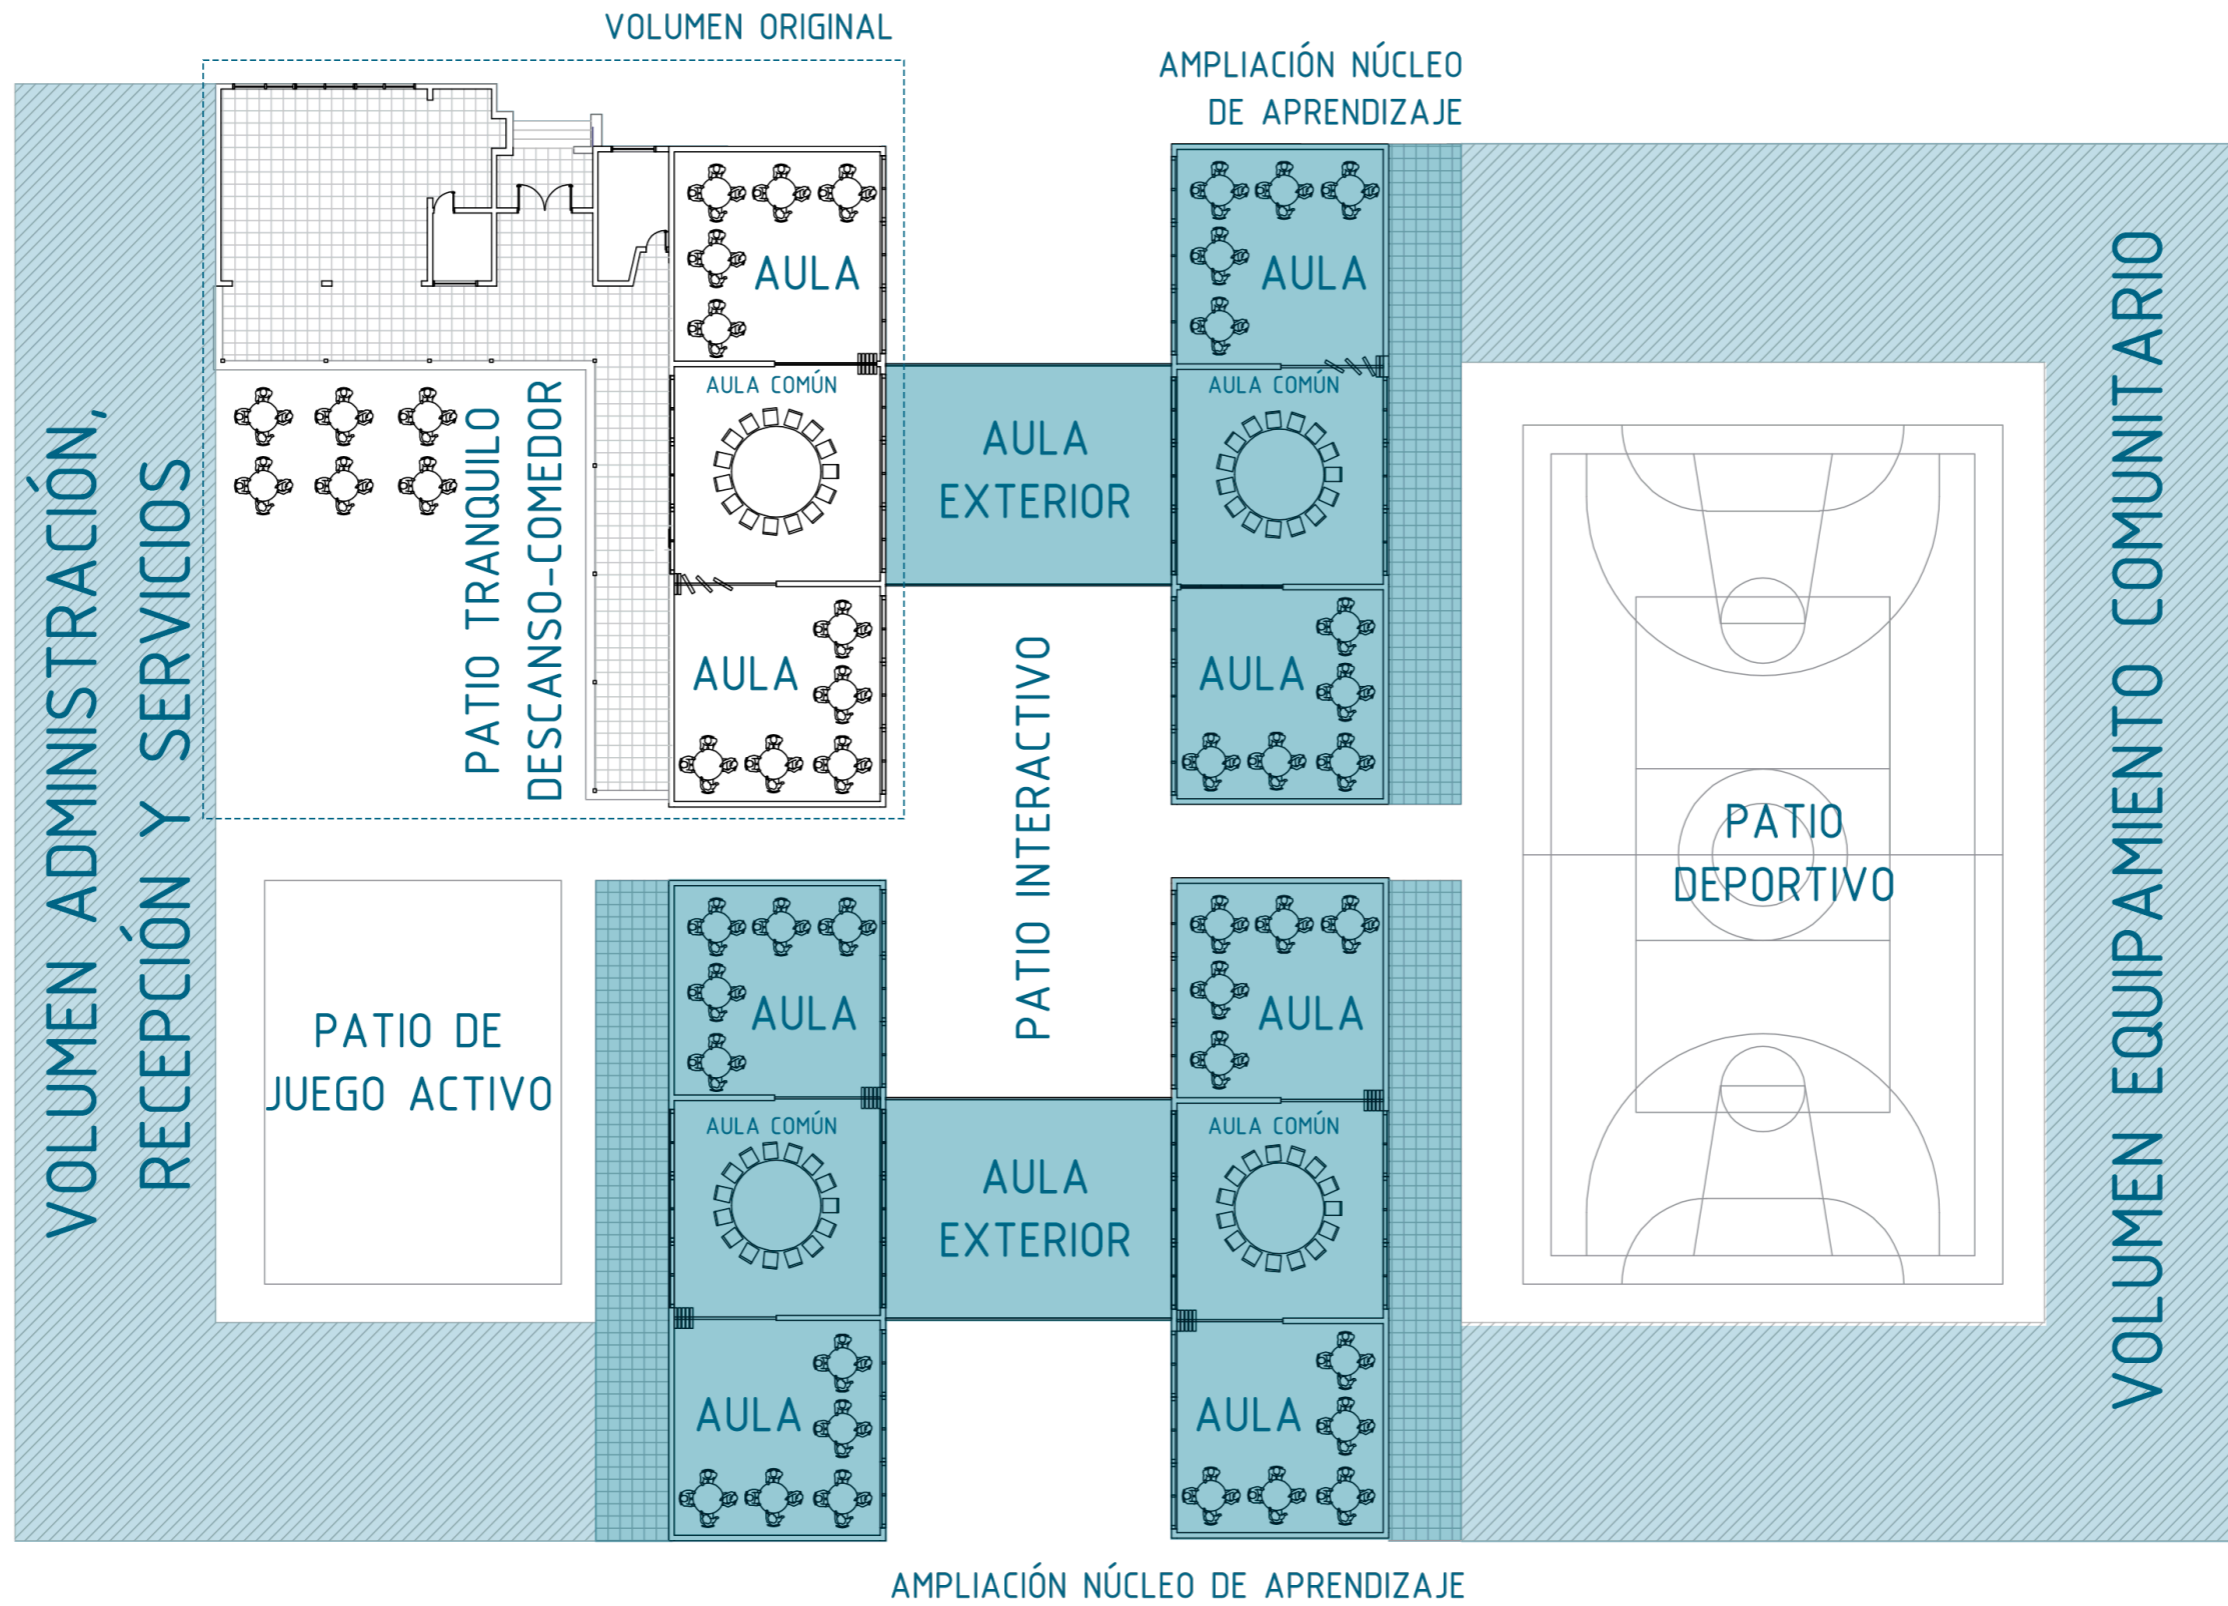 VOLUMEN ORIGINAL
AMPLIACIÓN NÚCLEO
DE APRENDIZAJE
VOLUMEN ADMINISTRACIÓN,
RECEPCIÓN Y SERVICIOS
AULA
AULA
AULA COMÚN
AULA COMÚN
PATIO TRANQUILO
DESCANSO-COMEDOR
AULA
EXTERIOR
AULA
AULA
PATIO INTERACTIVO
PATIO
DEPORTIVO
VOLUMEN EQUIPAMIENTO COMUNITARIO
PATIO DE
JUEGO ACTIVO
AULA
AULA
AULA COMÚN
AULA COMÚN
AULA
EXTERIOR
AULA
AULA
AMPLIACIÓN NÚCLEO DE APRENDIZAJE